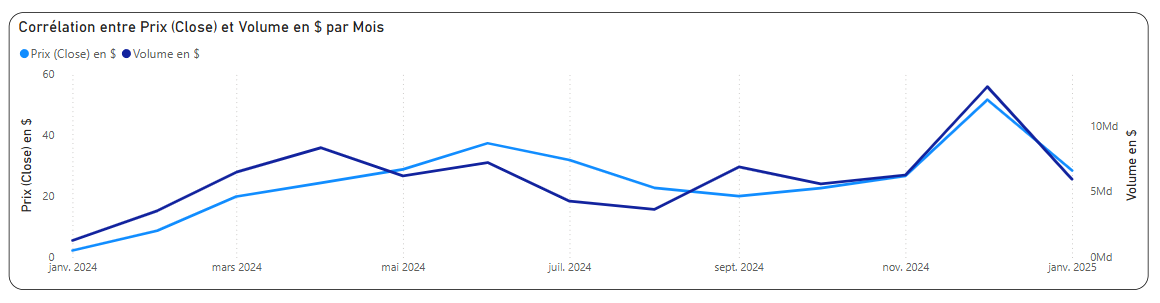 Corrélation entre Prix (Close) et Volume en $ par Mois
Prix (Close) en $ Volume en $
60
40
20
0
Prix (Close) en $
10Md
5Md
0Md
Volume en $
janv. 2024 mars 2024 mai 2024 juil. 2024 sept. 2024 nov. 2024 janv. 2025